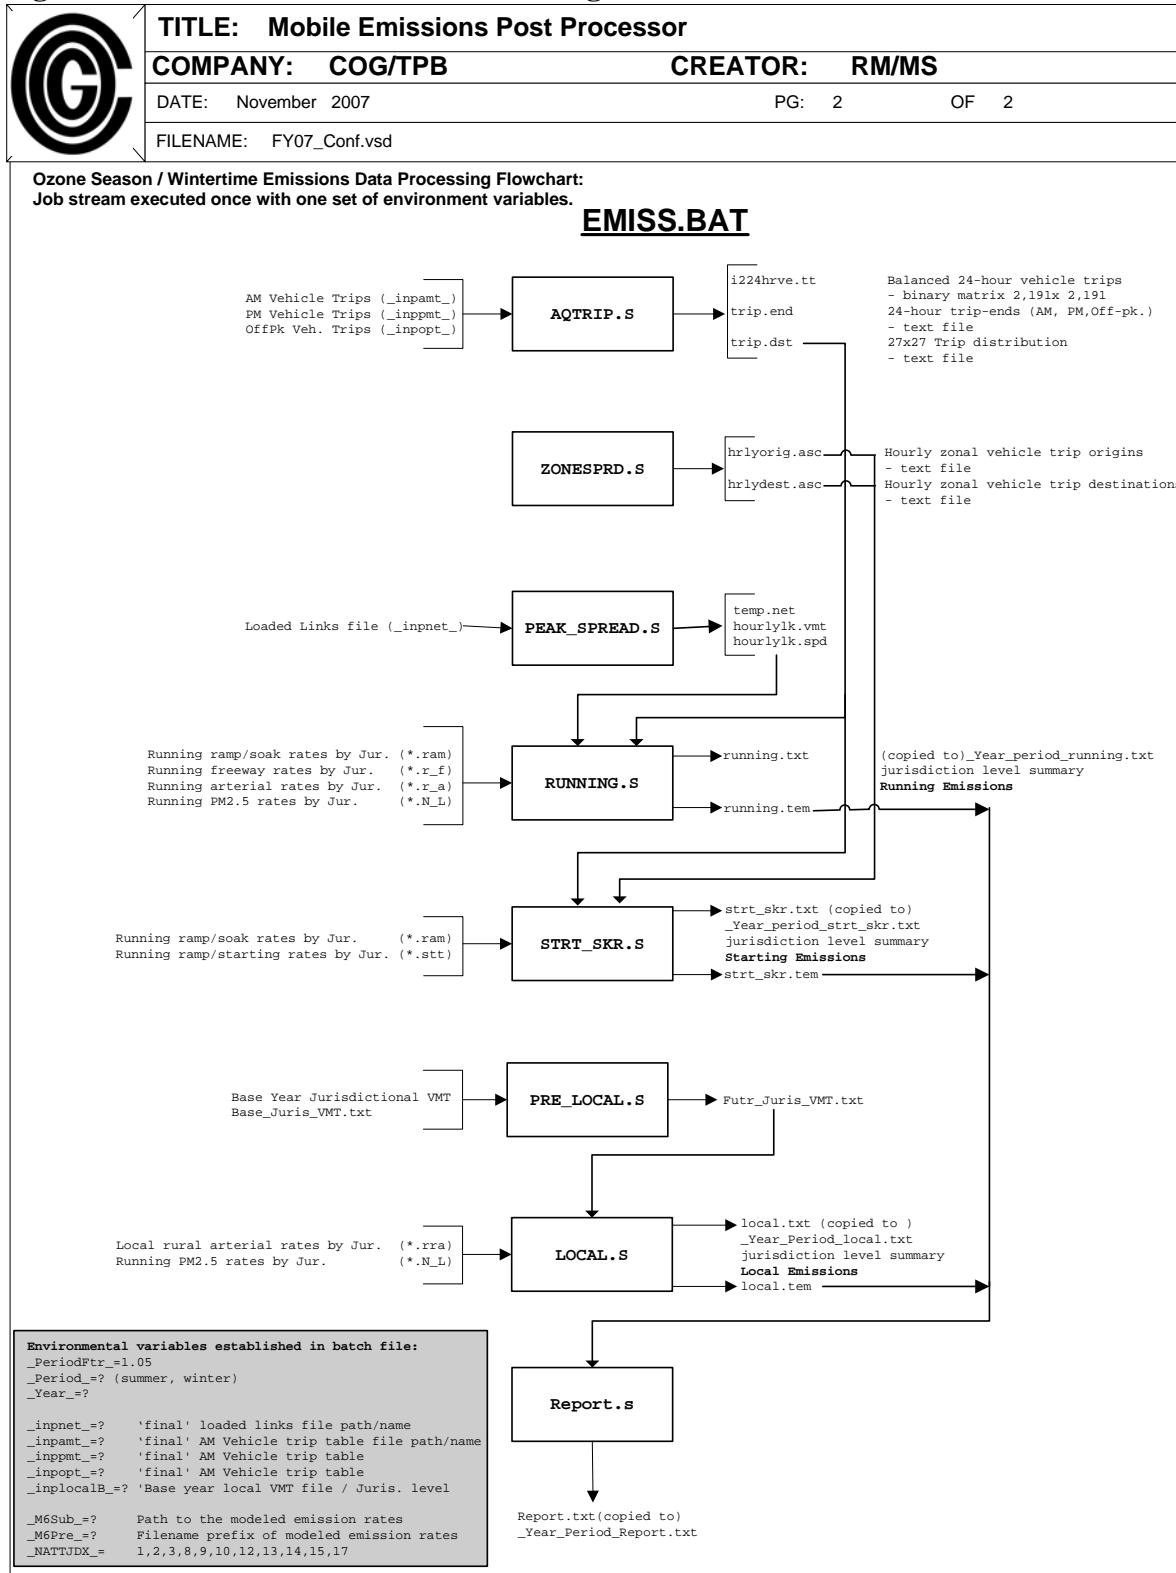 TITLE: Mobile Emissions Post Processor
COMPANY: COG/TPB CREATOR: RM/MS
DATE: November 2007 PG: 2 OF 2
FILENAME: FY07_Conf.vsd
Ozone Season / Wintertime Emissions Data Processing Flowchart:
Job stream executed once with one set of environment variables.
EMISS.BAT
AM Vehicle Trips (_inpamt_)
PM Vehicle Trips (_inppmt_)
OffPk Veh. Trips (_inpopt_)
AQTRIP.S
i224hrve.tt
trip.end
trip.dst
Balanced 24-hour vehicle trips
- binary matrix 2,191x 2,191
24-hour trip-ends (AM, PM,Off-pk.)
- text file
27x27 Trip distribution
- text file
ZONESPRD.S
hrlyorig.asc
hrlydest.asc
Hourly zonal vehicle trip origins
- text file
Hourly zonal vehicle trip destinations
- text file
Loaded Links file (_inpnet_)
PEAK_SPREAD.S
temp.net
hourlylk.vmt
hourlylk.spd
Running ramp/soak rates by Jur. (*.ram)
Running freeway rates by Jur. (*.r_f)
Running arterial rates by Jur. (*.r_a)
Running PM2.5 rates by Jur. (*.N_L)
RUNNING.S
running.txt
running.tem
(copied to)_Year_period_running.txt
jurisdiction level summary
Running Emissions
Running ramp/soak rates by Jur. (*.ram)
Running ramp/starting rates by Jur. (*.stt)
STRT_SKR.S
strt_skr.txt (copied to)
_Year_period_strt_skr.txt
jurisdiction level summary
Starting Emissions
strt_skr.tem
Base Year Jurisdictional VMT
Base_Juris_VMT.txt
PRE_LOCAL.S
Futr_Juris_VMT.txt
Local rural arterial rates by Jur. (*.rra)
Running PM2.5 rates by Jur. (*.N_L)
LOCAL.S
local.txt (copied to )
_Year_Period_local.txt
jurisdiction level summary
Local Emissions
local.tem
Environmental variables established in batch file:
_PeriodFtr_=1.05
_Period_=? (summer, winter)
_Year_=?
_inpnet_=? 'final' loaded links file path/name
_inpamt_=? 'final' AM Vehicle trip table file path/name
_inppmt_=? 'final' AM Vehicle trip table
_inpopt_=? 'final' AM Vehicle trip table
_inplocalB_=? 'Base year local VMT file / Juris. level
_M6Sub_=? Path to the modeled emission rates
_M6Pre_=? Filename prefix of modeled emission rates
_NATTJDX_= 1,2,3,8,9,10,12,13,14,15,17
Report.s
Report.txt(copied to)
_Year_Period_Report.txt